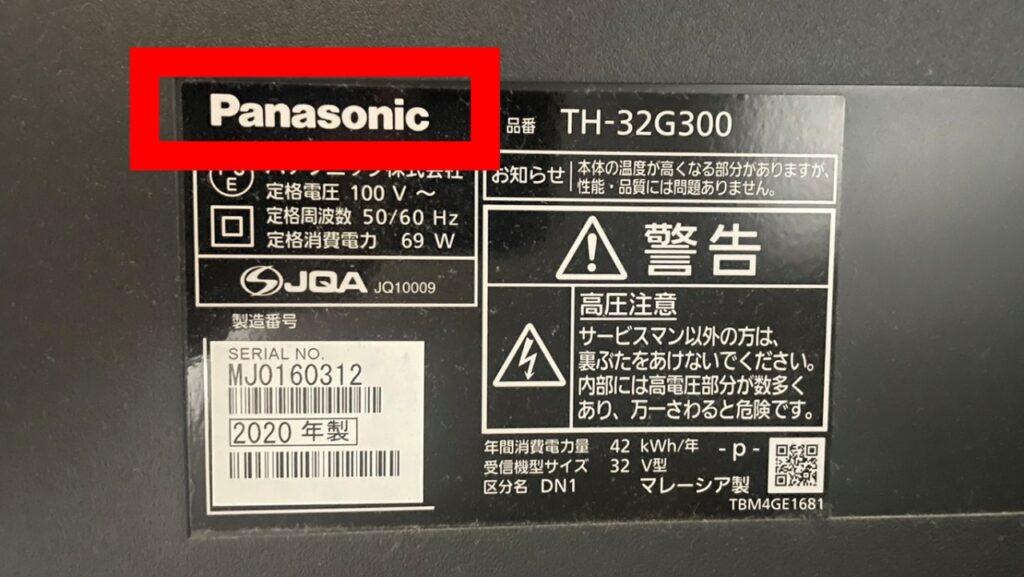 Panasonic
品番 TH-32G300
株式会社
定格電圧 100 V ～
定格周波数 50/60 Hz
定格消費電力 69 W
JQA JQ10009
製造番号
SERIAL NO.
MJ0160312
2020 年製
お知らせ
本体の温度が高くなる部分がありますが、
性能・品質には問題ありません。
警告
高圧注意
サービスマン以外の方は、
裏ぶたをあけないでください。
内部には高電圧部分が数多く
あり、万一さわると危険です。
年間消費電力量 42 kWh/年
受信機型サイズ 32 V型
区分名 DN1
-p-
マレーシア製
TBM4GE1681